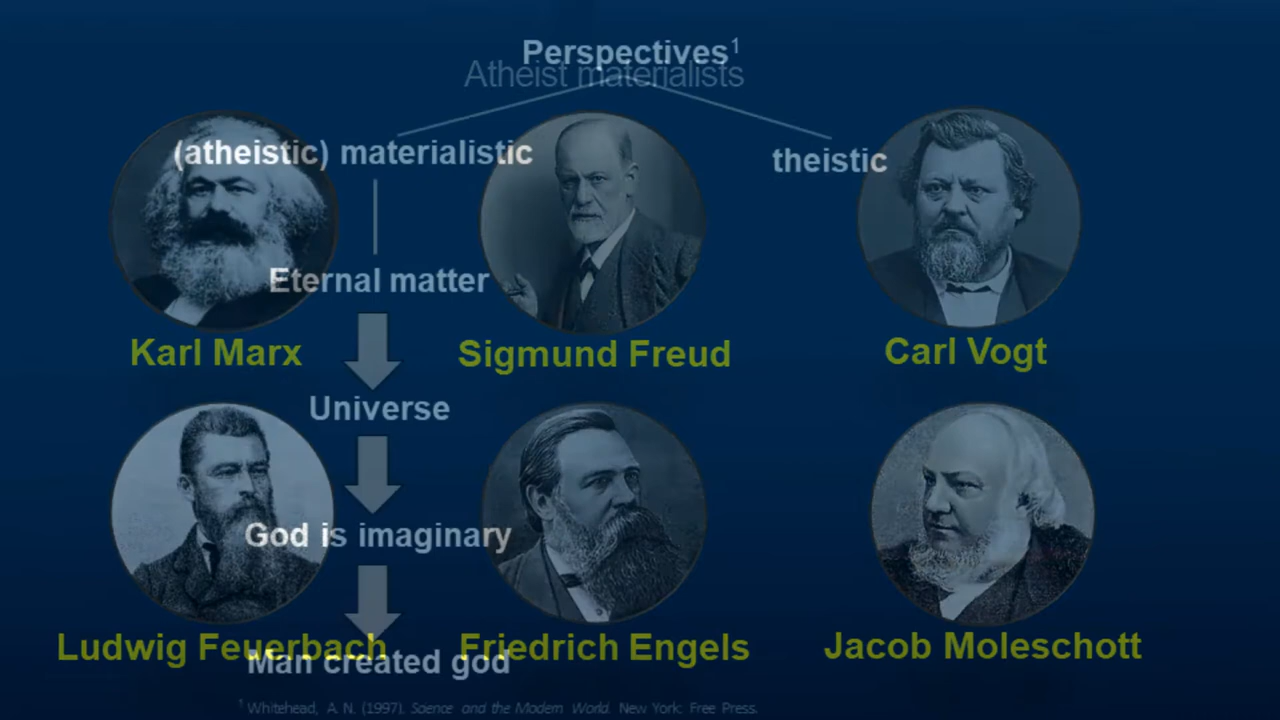 Perspectives¹
Atheist materialists
(atheistic) materialistic
theistic
Eternal matter
Karl Marx
Sigmund Freud
Carl Vogt
Universe
God is imaginary
Ludwig Feuerbach
Friedrich Engels
Jacob Moleschott
Man created god
¹ Whitehead, A. N. (1997). Science and the Modern World. New York: Free Press.